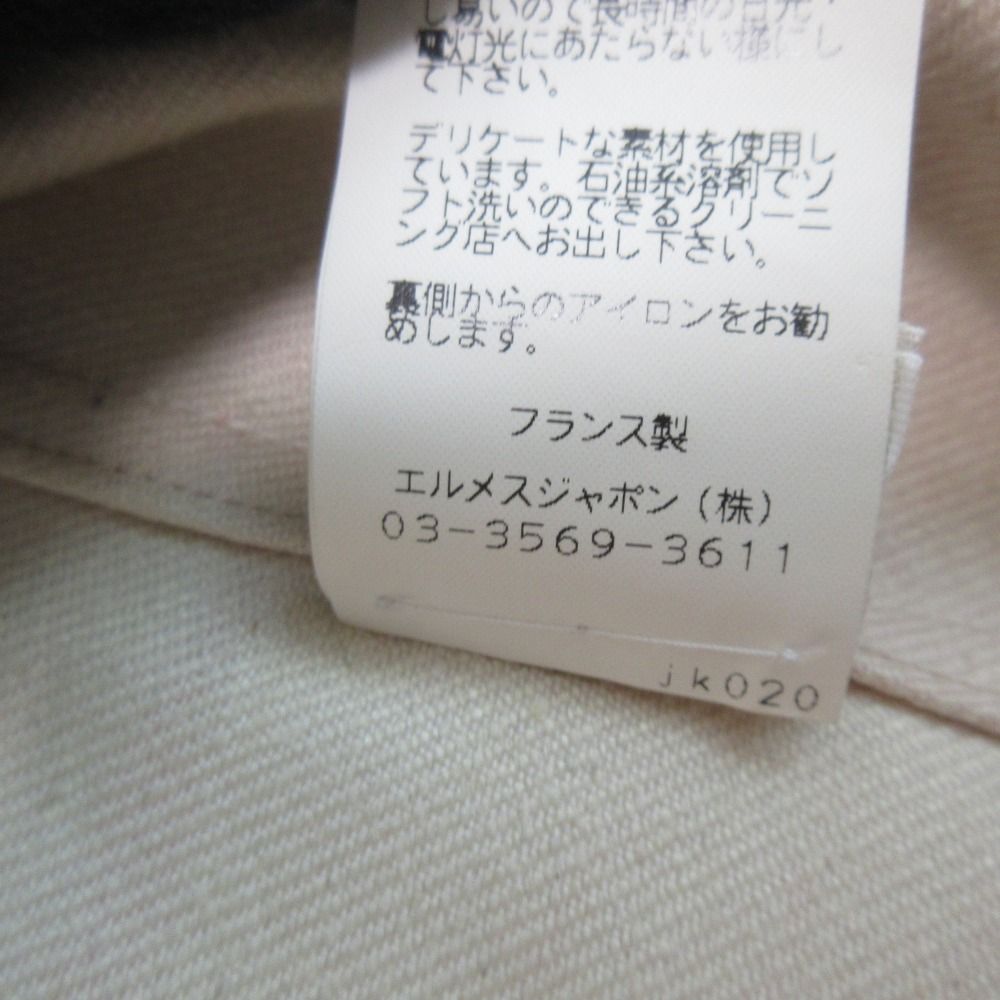 し易いので長時間の日光・
電灯光にあたらない様にし
て下さい。
デリケートな素材を使用し
ています。石油系溶剤でソ
フト洗いのできるクリーニ
ング店へお出し下さい。
裏側からのアイロンをお勧
めします。
フランス製
エルメスジャポン(株)
03-3569-3611
jk020